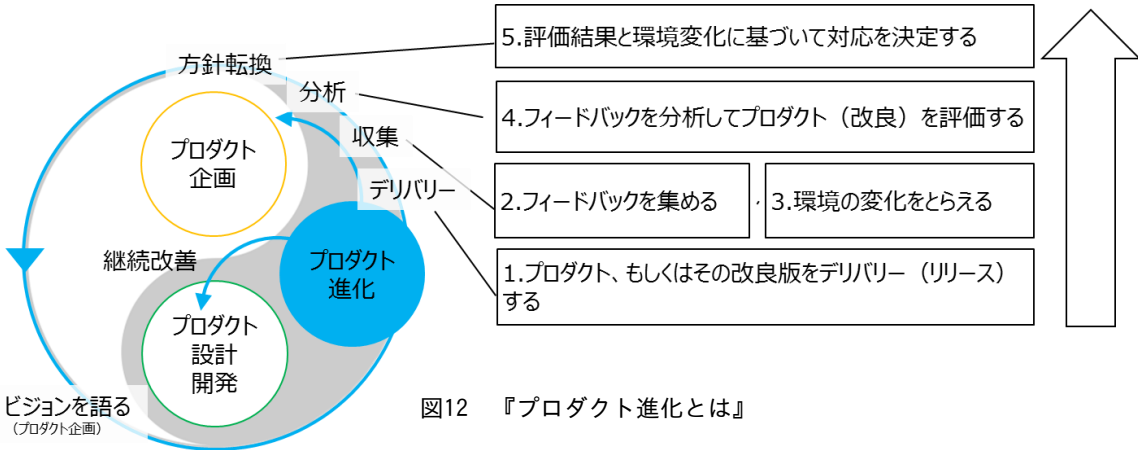 方針転換
分析
収集
デリバリー
プロダクト
企画
プロダクト
進化
継続改善
プロダクト
設計
開発
ビジョンを語る
(プロダクト企画)
5.評価結果と環境変化に基づいて対応を決定する
4.フィードバックを分析してプロダクト（改良）を評価する
2.フィードバックを集める
3.環境の変化をとらえる
1.プロダクト、もしくはその改良版をデリバリー（リリース）
する
図12 『プロダクト進化とは』